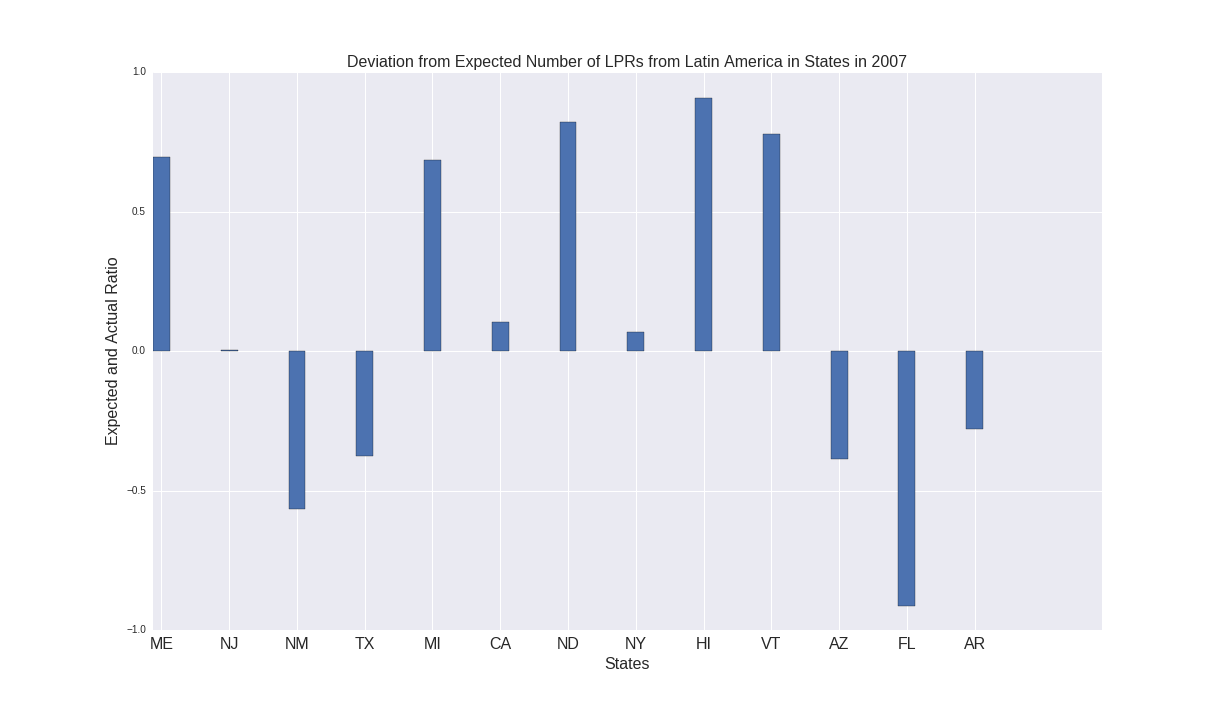 Deviation from Expected Number of LPRs from Latin America in States in 2007
1.0
0.5
0.0
−0.5
−1.0
Expected and Actual Ratio
ME NJ NM TX MI CA ND NY HI VT AZ FL AR
States